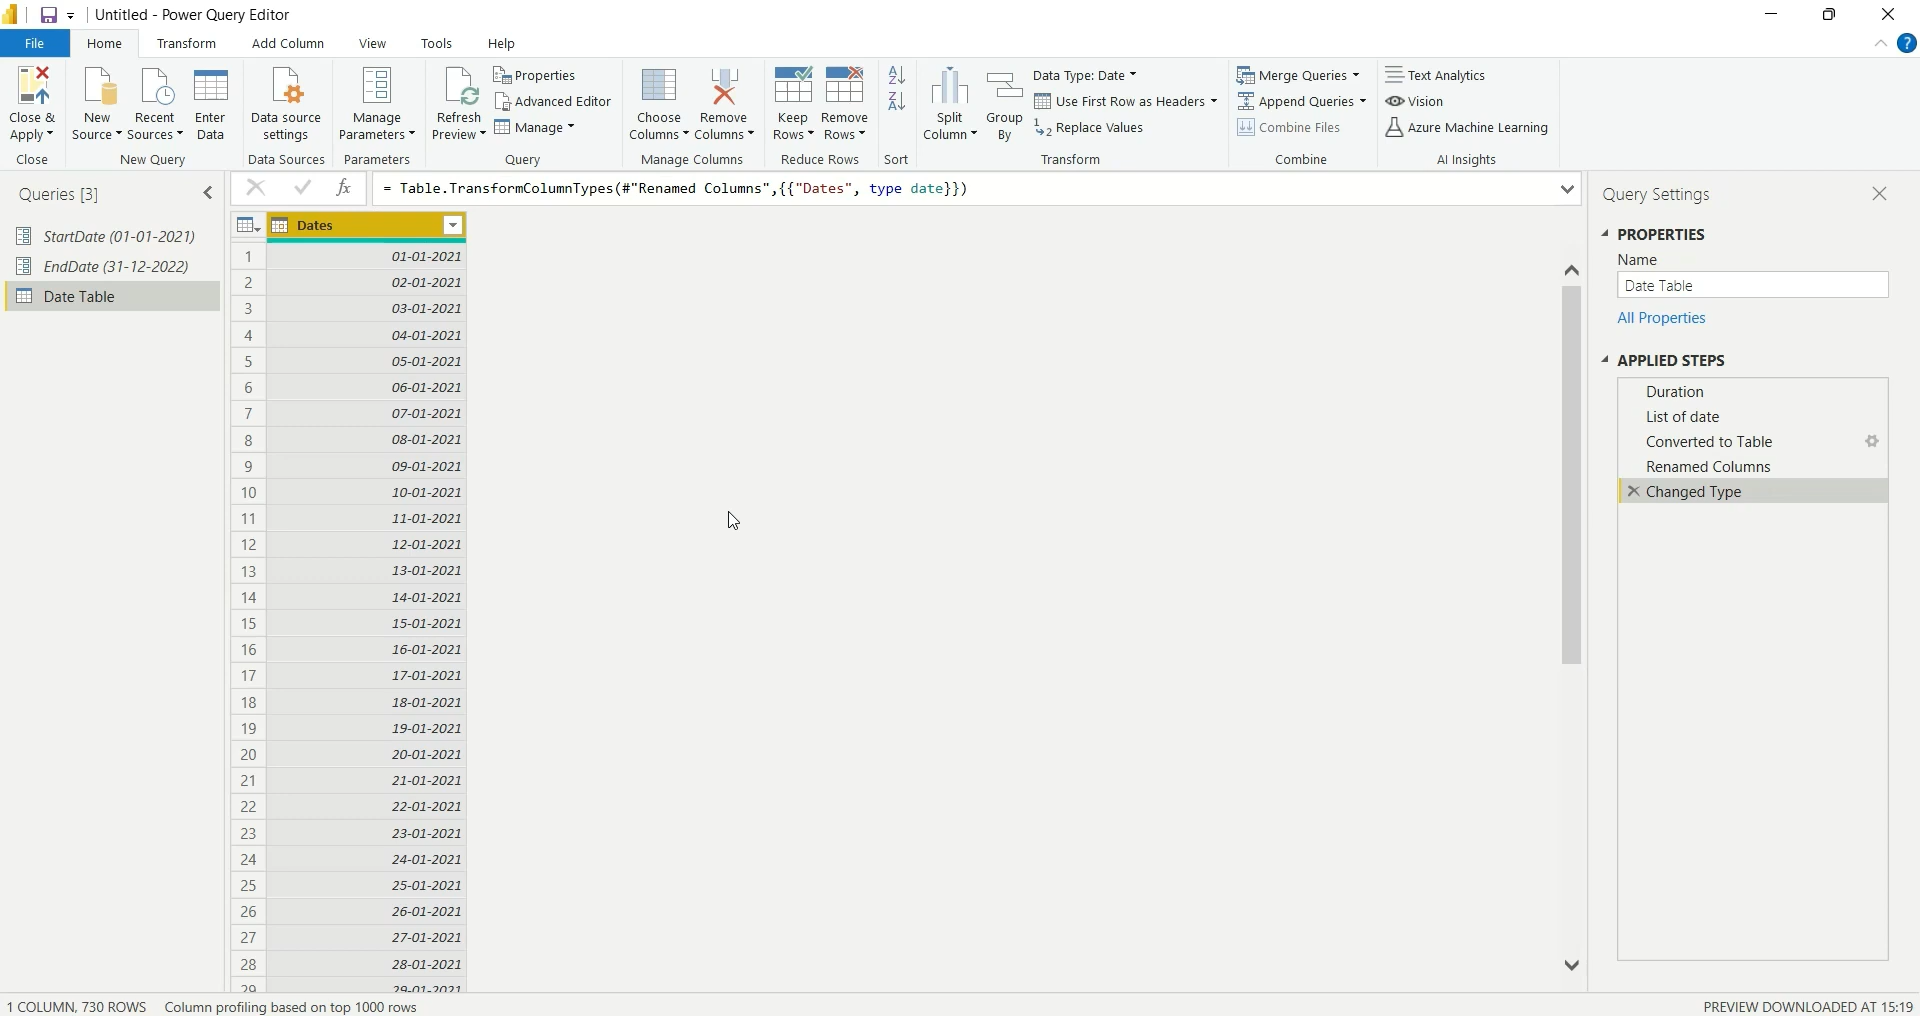 Untitled - Power Query Editor
File Home Transform Add Column View Tools Help
Close & Apply
New Source
Recent Sources
Enter Data
Data source settings
Manage Parameters
Refresh Preview
Properties
Advanced Editor
Manage
Choose Columns
Remove Columns
Keep Rows
Remove Rows
Split Column
Group By
Data Type: Date
Use First Row as Headers
Replace Values
Merge Queries
Append Queries
Combine Files
Text Analytics
Vision
Azure Machine Learning
Close New Query Data Sources Parameters Query Manage Columns Reduce Rows Sort Transform Combine AI Insights
Queries [3]
StartDate (01-01-2021)
EndDate (31-12-2022)
Date Table
fx = Table.TransformColumnTypes(#"Renamed Columns",{{"Dates", type date}})
Dates
1 01-01-2021
2 02-01-2021
3 03-01-2021
4 04-01-2021
5 05-01-2021
6 06-01-2021
7 07-01-2021
8 08-01-2021
9 09-01-2021
10 10-01-2021
11 11-01-2021
12 12-01-2021
13 13-01-2021
14 14-01-2021
15 15-01-2021
16 16-01-2021
17 17-01-2021
18 18-01-2021
19 19-01-2021
20 20-01-2021
21 21-01-2021
22 22-01-2021
23 23-01-2021
24 24-01-2021
25 25-01-2021
26 26-01-2021
27 27-01-2021
28 28-01-2021
29 29-01-2021
Query Settings
PROPERTIES
Name
Date Table
All Properties
APPLIED STEPS
Duration
List of date
Converted to Table
Renamed Columns
Changed Type
1 COLUMN, 730 ROWS Column profiling based on top 1000 rows
PREVIEW DOWNLOADED AT 15:19